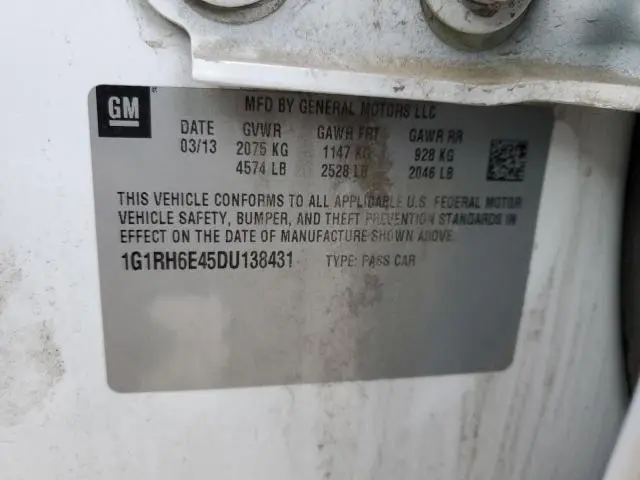 GM
MFD BY GENERAL MOTORS LLC
DATE GVWR GAWR FRT GAWR RR
03/13 2075 KG 1147 KG 928 KG
4574 LB 2528 LB 2046 LB
THIS VEHICLE CONFORMS TO ALL APPLICABLE U.S. FEDERAL MOTOR
VEHICLE SAFETY, BUMPER, AND THEFT PREVENTION STANDARDS IN
EFFECT ON THE DATE OF MANUFACTURE SHOWN ABOVE.
1G1RH6E45DU138431 TYPE: PASS CAR